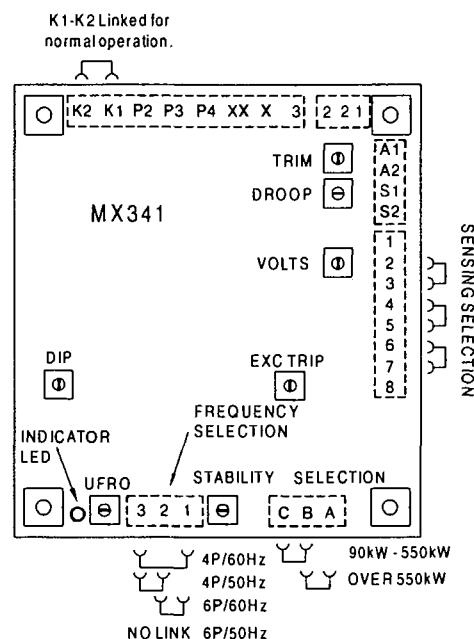 K1-K2 Linked for
normal operation.
K2 K1 P2 P3 P4 XX X 3 2 2 1
TRIM
DROOP
A1
A2
S1
S2
MX341
VOLTS
1
2
3
4
5
6
7
8
SENSING SELECTION
DIP
EXC TRIP
FREQUENCY
SELECTION
INDICATOR
LED
UFRO
3 2 1
STABILITY SELECTION
C B A
4P/60Hz
4P/50Hz
6P/60Hz
NO LINK 6P/50Hz
90kW - 550kW
OVER 550kW